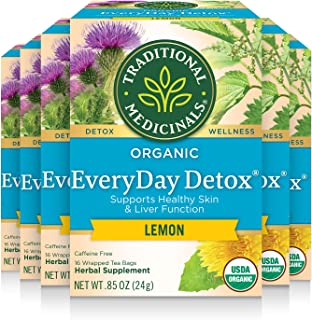 TRADITIONAL
MEDICINALS®
DETOX
WELLNESS
ORGANIC
EveryDay Detox®
Supports Healthy Skin
& Liver Function
LEMON
Caffeine Free
16 Wrapped Tea Bags
Herbal Supplement
NET WT .85 OZ (24g)
USDA
ORGANIC